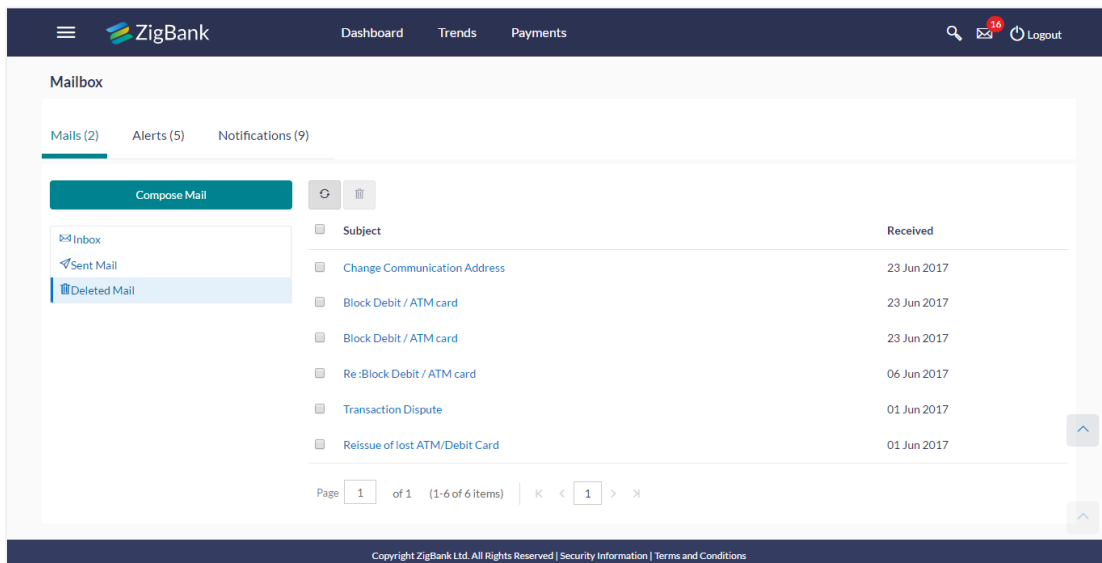 ZigBank Dashboard Trends Payments 16 Logout
Mailbox
Mails (2) Alerts (5) Notifications (9)
Compose Mail
Inbox
Sent Mail
Deleted Mail
Subject Received
Change Communication Address 23 Jun 2017
Block Debit / ATM card 23 Jun 2017
Block Debit / ATM card 23 Jun 2017
Re :Block Debit / ATM card 06 Jun 2017
Transaction Dispute 01 Jun 2017
Reissue of lost ATM/Debit Card 01 Jun 2017
Page 1 of 1 (1-6 of 6 items) 1
Copyright ZigBank Ltd. All Rights Reserved | Security Information | Terms and Conditions